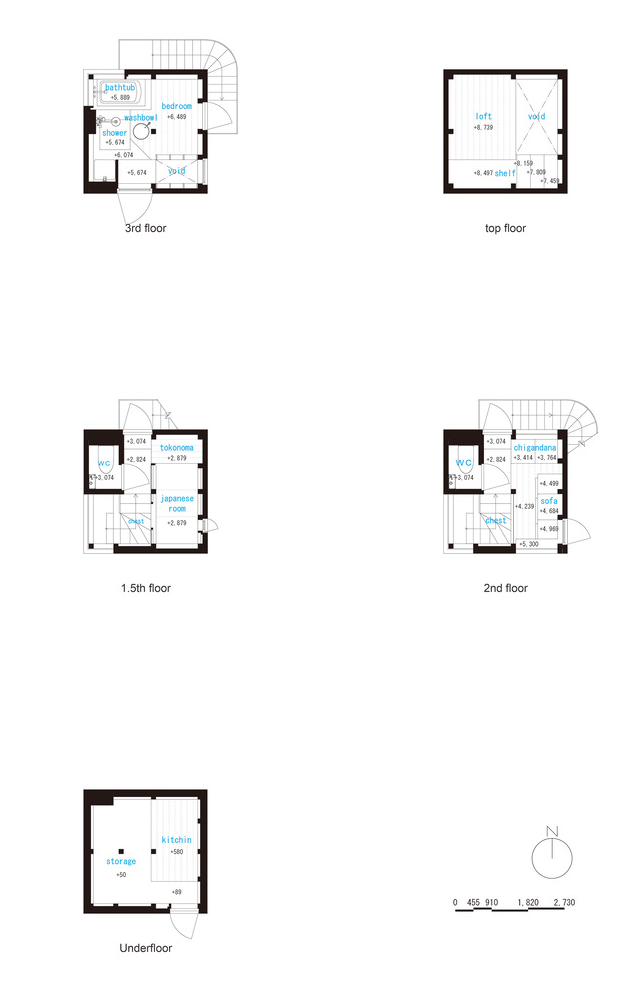 bathtub
+5,889
bedroom
+6,489
washbowl
shower
+5,674
+6,074
+5,674
void
3rd floor
loft
+8,739
void
+8,159
+8,497
shelf
+7,809
+7,459
top floor
+3,074
tokonoma
+2,824
+2,879
wc
+3,074
japanese
room
+2,879
chest
1.5th floor
+3,074
chigandana
+2,824
+3,414
+3,764
WC
+3,074
+4,499
+4,239
sofa
+4,684
chest
+4,969
+5,300
2nd floor
kitchin
+580
storage
+50
+89
Underfloor
N
0 455 910 1,820 2,730